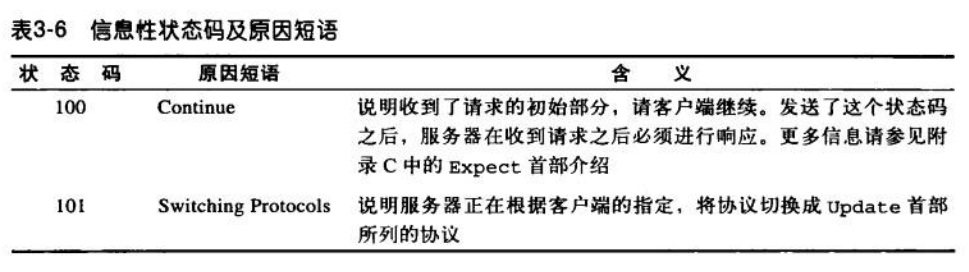 表3-6 信息性状态码及原因短语
状 态 码 原因短语 含 义
100 Continue 说明收到了请求的初始部分，请客户端继续。发送了这个状态码
之后，服务器在收到请求之后必须进行响应。更多信息请参见附
录 C 中的 Expect 首部介绍
101 Switching Protocols 说明服务器正在根据客户端的指定，将协议切换成 Update 首部
所列的协议